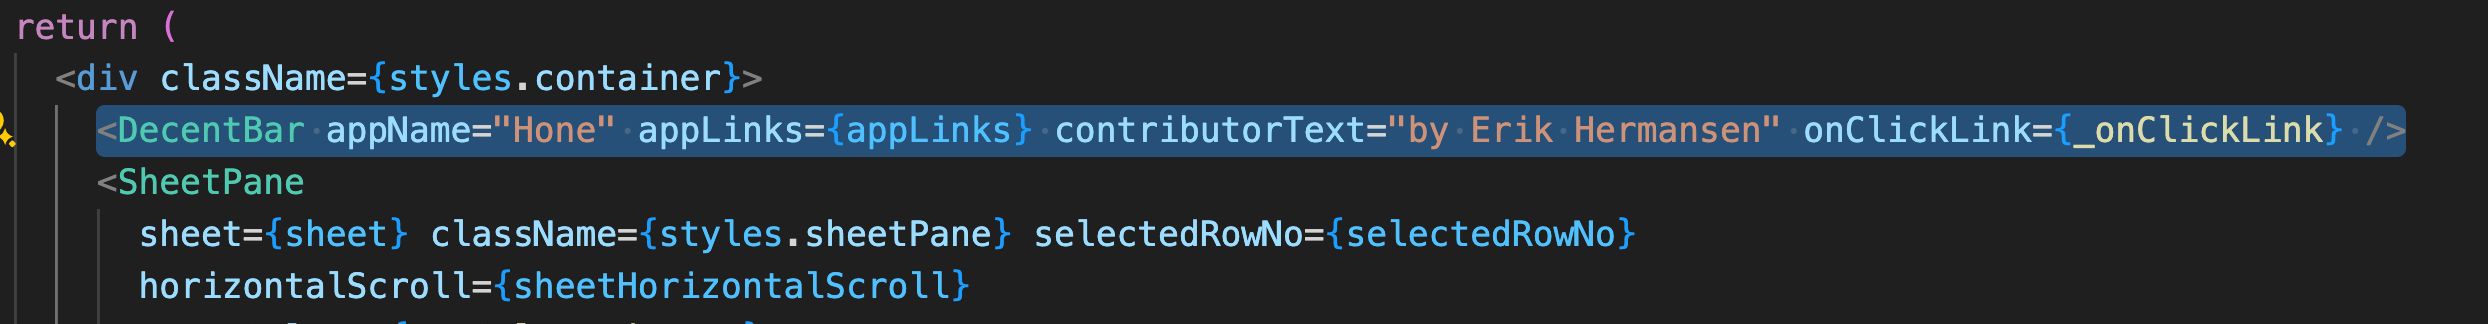 return (
<div className={styles.container}>
<DecentBar appName="Hone" appLinks={appLinks} contributorText="by Erik Hermansen" onClickLink={_onClickLink} />
<SheetPane
sheet={sheet} className={styles.sheetPane} selectedRowNo={selectedRowNo}
horizontalScroll={sheetHorizontalScroll}